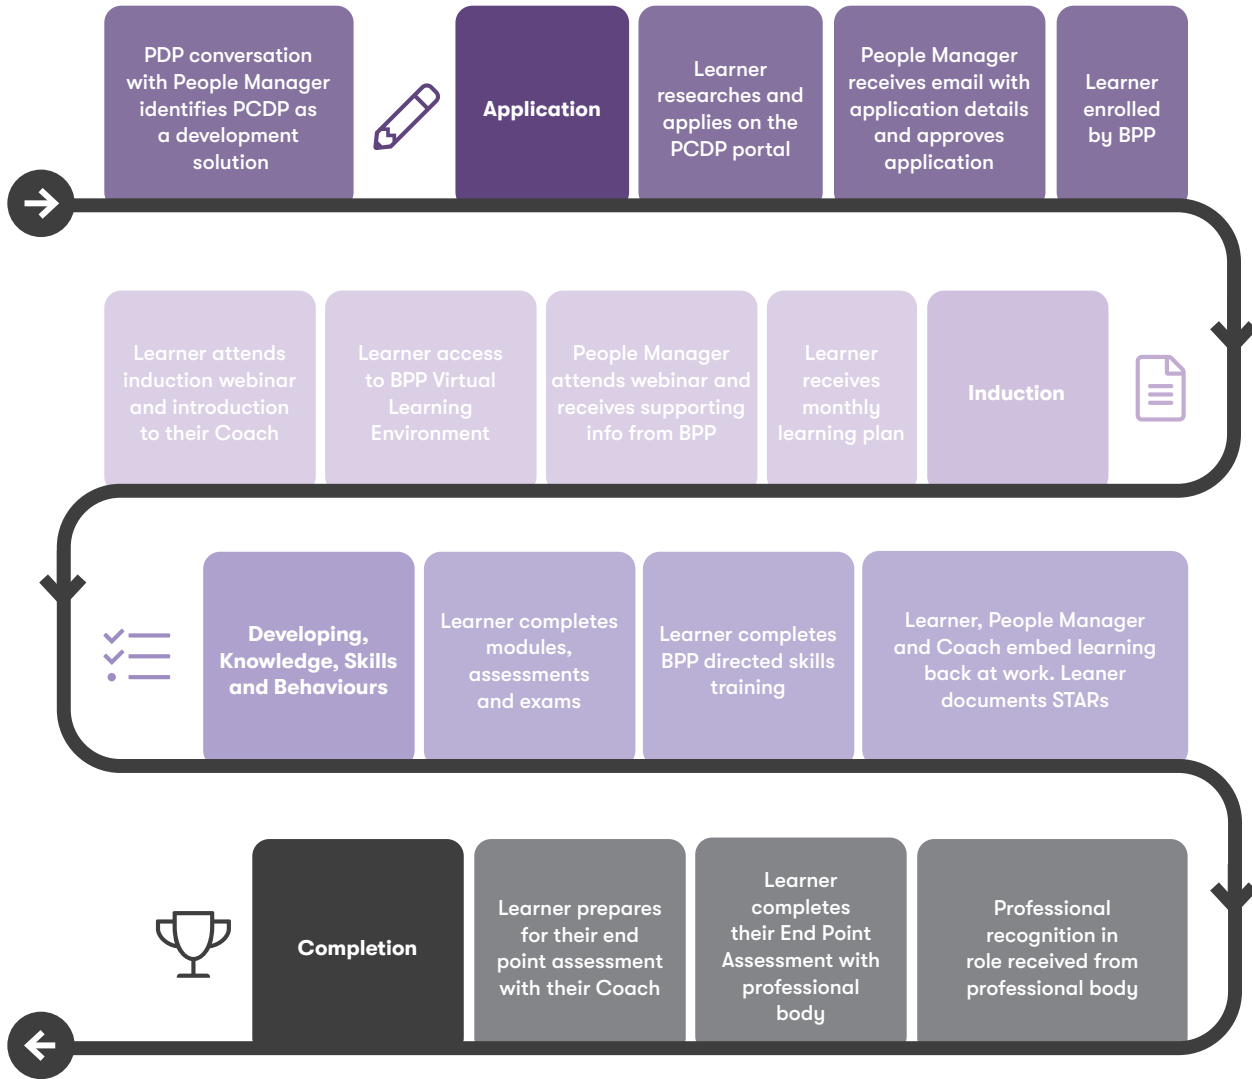 PDP conversation
with People Manager
identifies PCDP as
a development
solution
Application
Learner
researches and
applies on the
PCDP portal
People Manager
receives email with
application details
and approves
application
Learner
enrolled
by BPP
Learner attends
induction webinar
and introduction
to their Coach
Learner access
to BPP Virtual
Learning
Environment
People Manager
attends webinar and
receives supporting
info from BPP
Learner
receives
monthly
learning plan
Induction
Developing,
Knowledge, Skills
and Behaviours
Learner completes
modules,
assessments
and exams
Learner completes
BPP directed skills
training
Learner, People Manager
and Coach embed learning
back at work. Leaner
documents STARs
Completion
Learner prepares
for their end
point assessment
with their Coach
Learner
completes
their End Point
Assessment with
professional
body
Professional
recognition in
role received from
professional body